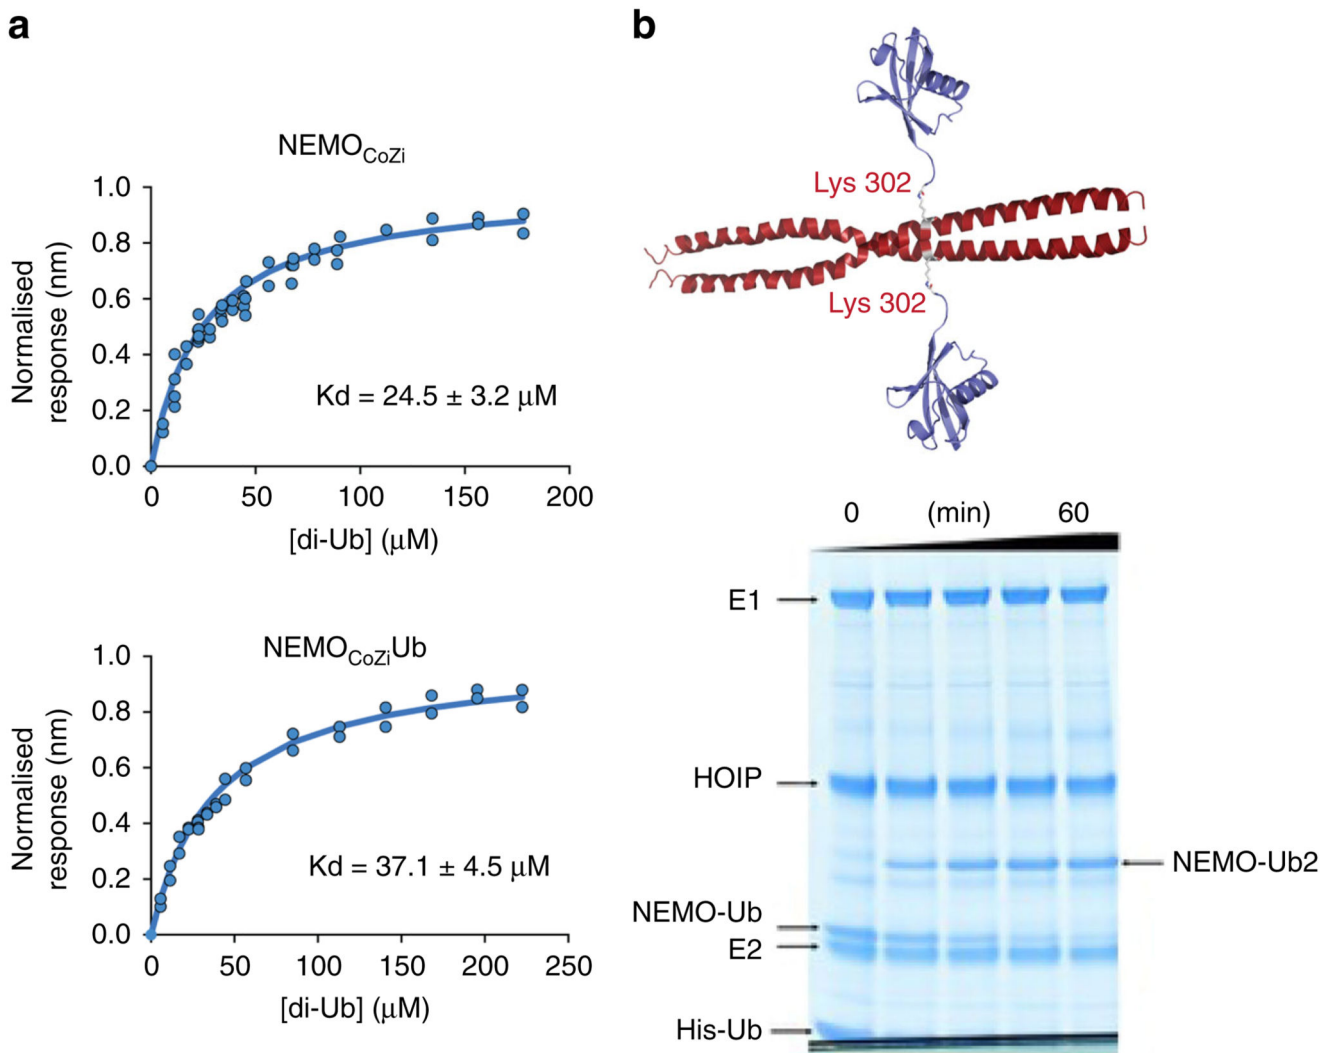 a
NEMOCoZi
1.0
0.8
0.6
0.4
0.2
0.0
Normalised
response (nm)
Kd = 24.5 ± 3.2 μM
0 50 100 150 200
[di-Ub] (μM)
NEMOCoZiUb
1.0
0.8
0.6
0.4
0.2
0.0
Normalised
response (nm)
Kd = 37.1 ± 4.5 μM
0 50 100 150 200 250
[di-Ub] (μM)
b
Lys 302
Lys 302
0 (min) 60
E1
HOIP
NEMO-Ub2
NEMO-Ub
E2
His-Ub